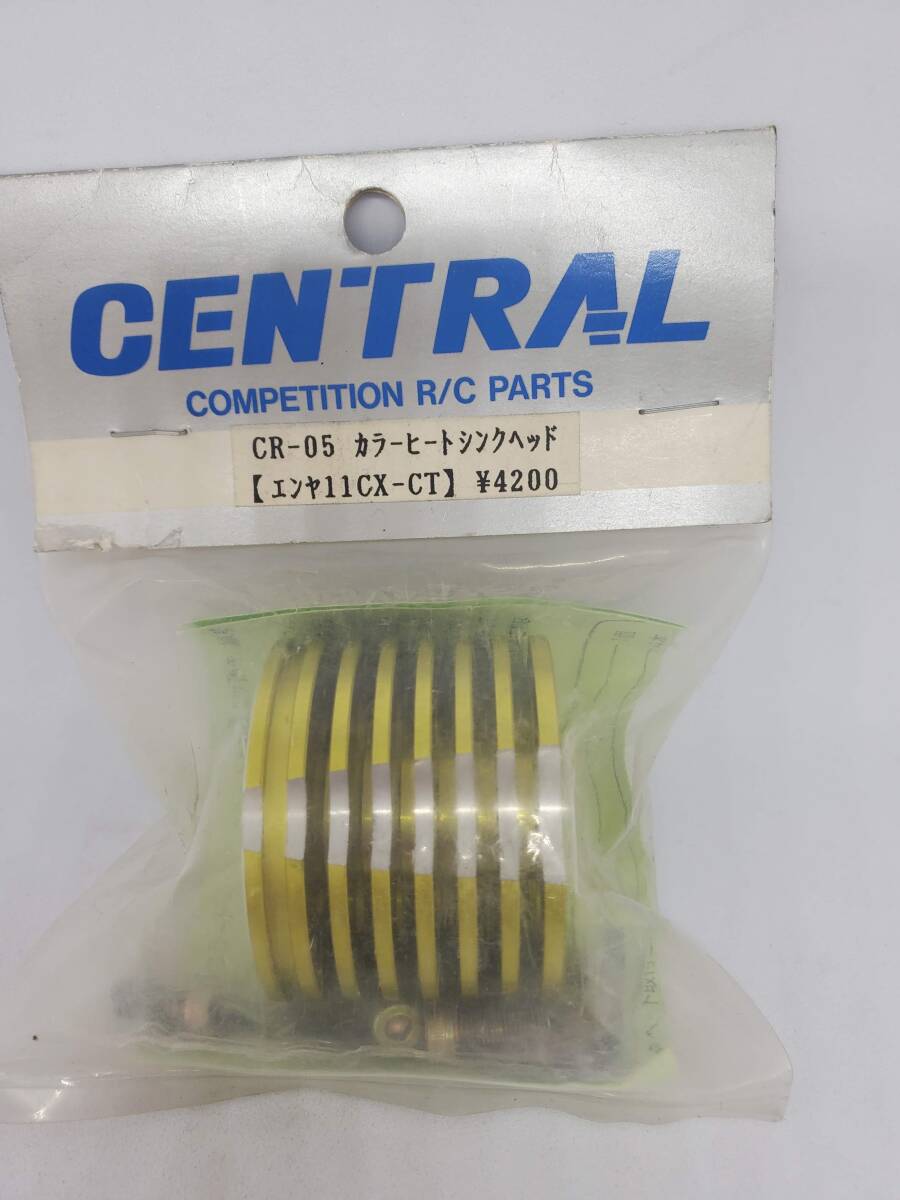 CENTRAL
COMPETITION R/C PARTS
CR-05 カラーヒートシンクヘッド
【エンヤ11CX-CT】 ¥4200